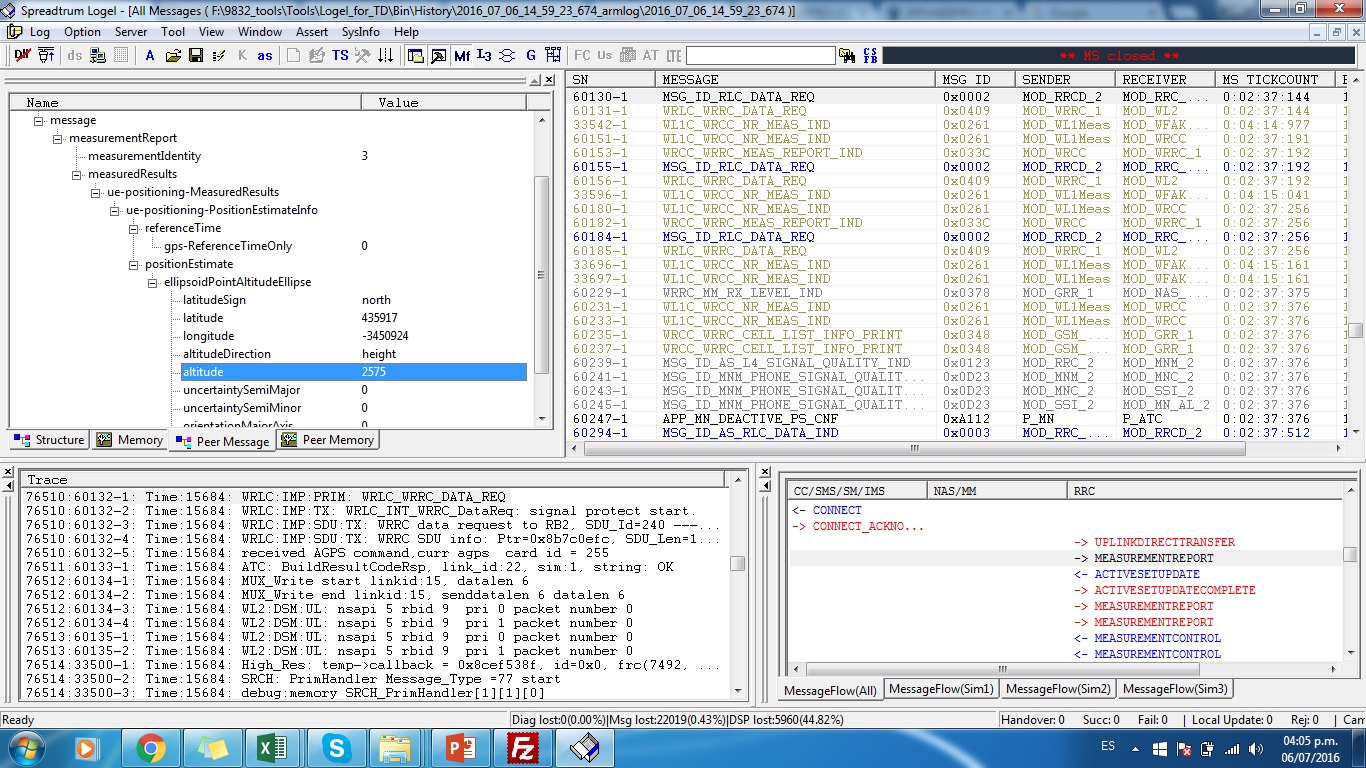 Spreadtrum Logel - [All Messages ( F:\9832_tools\Tools\Logel_for_TD\Bin\History\2016_07_06_14_59_23_674_armlog\2016_07_06_14_59_23_674 )]
Log Option Server Tool View Window Assert SysInfo Help
ds A K as TS Mf L3 G FC Us AT LTE CS FB ** MS closed **
Name Value
message
measurementReport
measurementIdentity 3
measuredResults
ue-positioning-MeasuredResults
ue-positioning-PositionEstimateInfo
referenceTime
gps-ReferenceTimeOnly 0
positionEstimate
ellipsoidPointAltitudeEllipse
latitudeSign north
latitude 435917
longitude -3450924
altitudeDirection height
altitude 2575
uncertaintySemiMajor 0
uncertaintySemiMinor 0
orientationMajorAxis 0
Structure Memory Peer Message Peer Memory
SN MESSAGE MSG ID SENDER RECEIVER MS TICKCOUNT
60130-1 MSG_ID_RLC_DATA_REQ 0x0002 MOD_RRCD_2 MOD_RRC_... 0:02:37:144
60131-1 WRLC_WRRC_DATA_REQ 0x0409 MOD_WRRC_1 MOD_WL2 0:02:37:144
33542-1 WL1C_WRCC_NR_MEAS_IND 0x0261 MOD_WL1Meas MOD_WFAK... 0:04:14:977
60151-1 WL1C_WRCC_NR_MEAS_IND 0x0261 MOD_WL1Meas MOD_WRCC 0:02:37:191
60153-1 WRCC_WRRC_MEAS_REPORT_IND 0x033C MOD_WRCC MOD_WRRC_1 0:02:37:192
60155-1 MSG_ID_RLC_DATA_REQ 0x0002 MOD_RRCD_2 MOD_RRC_... 0:02:37:192
60156-1 WRLC_WRRC_DATA_REQ 0x0409 MOD_WRRC_1 MOD_WL2 0:02:37:192
33596-1 WL1C_WRCC_NR_MEAS_IND 0x0261 MOD_WL1Meas MOD_WFAK... 0:04:15:041
60180-1 WL1C_WRCC_NR_MEAS_IND 0x0261 MOD_WL1Meas MOD_WRCC 0:02:37:256
60182-1 WRCC_WRRC_MEAS_REPORT_IND 0x033C MOD_WRCC MOD_WRRC_1 0:02:37:256
60184-1 MSG_ID_RLC_DATA_REQ 0x0002 MOD_RRCD_2 MOD_RRC_... 0:02:37:256
60185-1 WRLC_WRRC_DATA_REQ 0x0409 MOD_WRRC_1 MOD_WL2 0:02:37:256
33696-1 WL1C_WRCC_NR_MEAS_IND 0x0261 MOD_WL1Meas MOD_WFAK... 0:04:15:161
33697-1 WL1C_WRCC_NR_MEAS_IND 0x0261 MOD_WL1Meas MOD_WFAK... 0:04:15:161
60229-1 WRRC_MM_RX_LEVEL_IND 0x0378 MOD_GRR_1 MOD_NAS_... 0:02:37:375
60231-1 WL1C_WRCC_NR_MEAS_IND 0x0261 MOD_WL1Meas MOD_WRCC 0:02:37:376
60233-1 WL1C_WRCC_NR_MEAS_IND 0x0261 MOD_WL1Meas MOD_WRCC 0:02:37:376
60235-1 WRCC_WRRC_CELL_LIST_INFO_PRINT 0x0348 MOD_GSM_... MOD_GRR_1 0:02:37:376
60237-1 WRCC_WRRC_CELL_LIST_INFO_PRINT 0x0348 MOD_GSM_... MOD_GRR_1 0:02:37:376
60239-1 MSG_ID_AS_L4_SIGNAL_QUALITY_IND 0x0123 MOD_RRC_2 MOD_MNM_2 0:02:37:376
60241-1 MSG_ID_MNM_PHONE_SIGNAL_QUALIT... 0x0D23 MOD_MNM_2 MOD_MNC_2 0:02:37:376
60243-1 MSG_ID_MNM_PHONE_SIGNAL_QUALIT... 0x0D23 MOD_MNC_2 MOD_SSI_2 0:02:37:376
60245-1 MSG_ID_MNM_PHONE_SIGNAL_QUALIT... 0x0D23 MOD_SSI_2 MOD_MN_AL_2 0:02:37:376
60247-1 APP_MN_DEACTIVE_PS_CNF 0xA112 P_MN P_ATC 0:02:37:376
60294-1 MSG_ID_AS_RLC_DATA_IND 0x0003 MOD_RRC_... MOD_RRCD_2 0:02:37:512
Trace
76510:60132-1: Time:15684: WRLC:IMP:PRIM: WRLC_WRRC_DATA_REQ
76510:60132-2: Time:15684: WRLC:IMP:TX: WRLC_INT_WRRC_DataReq: signal protect start.
76510:60132-3: Time:15684: WRLC:IMP:SDU:TX: WRRC data request to RB2, SDU_Id=240 ---...
76510:60132-4: Time:15684: WRLC:IMP:SDU:TX: WRRC SDU info: Ptr=0x8b7c0efc, SDU_Len=1...
76510:60132-5: Time:15684: received AGPS command,curr agps card id = 255
76511:60133-1: Time:15684: ATC: BuildResultCodeRsp, link_id:22, sim:1, string: OK
76512:60134-1: Time:15684: MUX_Write start linkid:15, datalen 6
76512:60134-2: Time:15684: MUX_Write end linkid:15, senddatalen 6 datalen 6
76512:60134-3: Time:15684: WL2:DSM:UL: nsapi 5 rbid 9 pri 0 packet number 0
76512:60134-4: Time:15684: WL2:DSM:UL: nsapi 5 rbid 9 pri 1 packet number 0
76513:60135-1: Time:15684: WL2:DSM:UL: nsapi 5 rbid 9 pri 0 packet number 0
76513:60135-2: Time:15684: WL2:DSM:UL: nsapi 5 rbid 9 pri 1 packet number 0
76514:33500-1: Time:15684: High_Res: temp->callback = 0x8cef538f, id=0x0, frc(7492, ...
76514:33500-2: Time:15684: SRCH: PrimHandler Message_Type =77 start
76514:33500-3: Time:15684: debug:memory SRCH_PrimHandler[1][1][0]
CC/SMS/SM/IMS NAS/MM RRC
<- CONNECT
-> CONNECT_ACKNO...
-> UPLINKDIRECTTRANSFER
-> MEASUREMENTREPORT
<- ACTIVESETUPDATE
-> ACTIVESETUPDATECOMPLETE
-> MEASUREMENTREPORT
-> MEASUREMENTREPORT
<- MEASUREMENTCONTROL
<- MEASUREMENTCONTROL
MessageFlow(All) MessageFlow(Sim1) MessageFlow(Sim2) MessageFlow(Sim3)
Ready Diag lost:0(0.00%)|Msg lost:22019(0.43%)|DSP lost:5960(44.82%) Handover: 0 Succ: 0 Fail: 0 | Local Update: 0 Rej: 0 | Cam
ES 04:05 p.m.
06/07/2016